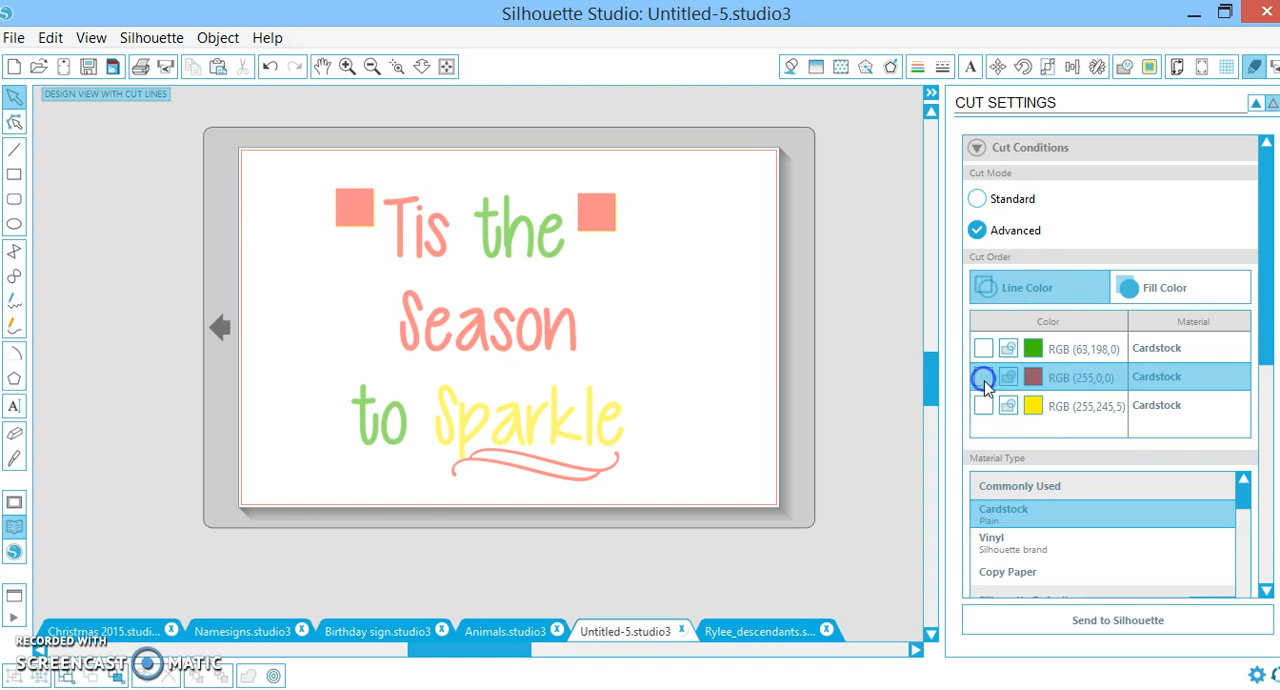 Silhouette Studio: Untitled-5.studio3
File Edit View Silhouette Object Help
DESIGN VIEW WITH CUT LINES
'Tis the
Season
to Sparkle
CUT SETTINGS
Cut Conditions
Cut Mode
Standard
Advanced
Cut Order
Line Color Fill Color
Color Material
RGB (63,198,0) Cardstock
RGB (255,0,0) Cardstock
RGB (255,245,5) Cardstock
Material Type
Commonly Used
Cardstock
Plain
Vinyl
Silhouette brand
Copy Paper
Send to Silhouette
Christmas 2015.studi... Namesigns.studio3 Birthday sign.studio3 Animals.studio3 Untitled-5.studio3 Rylee_descendants.s...
RECORDED WITH
SCREENCAST MATIC